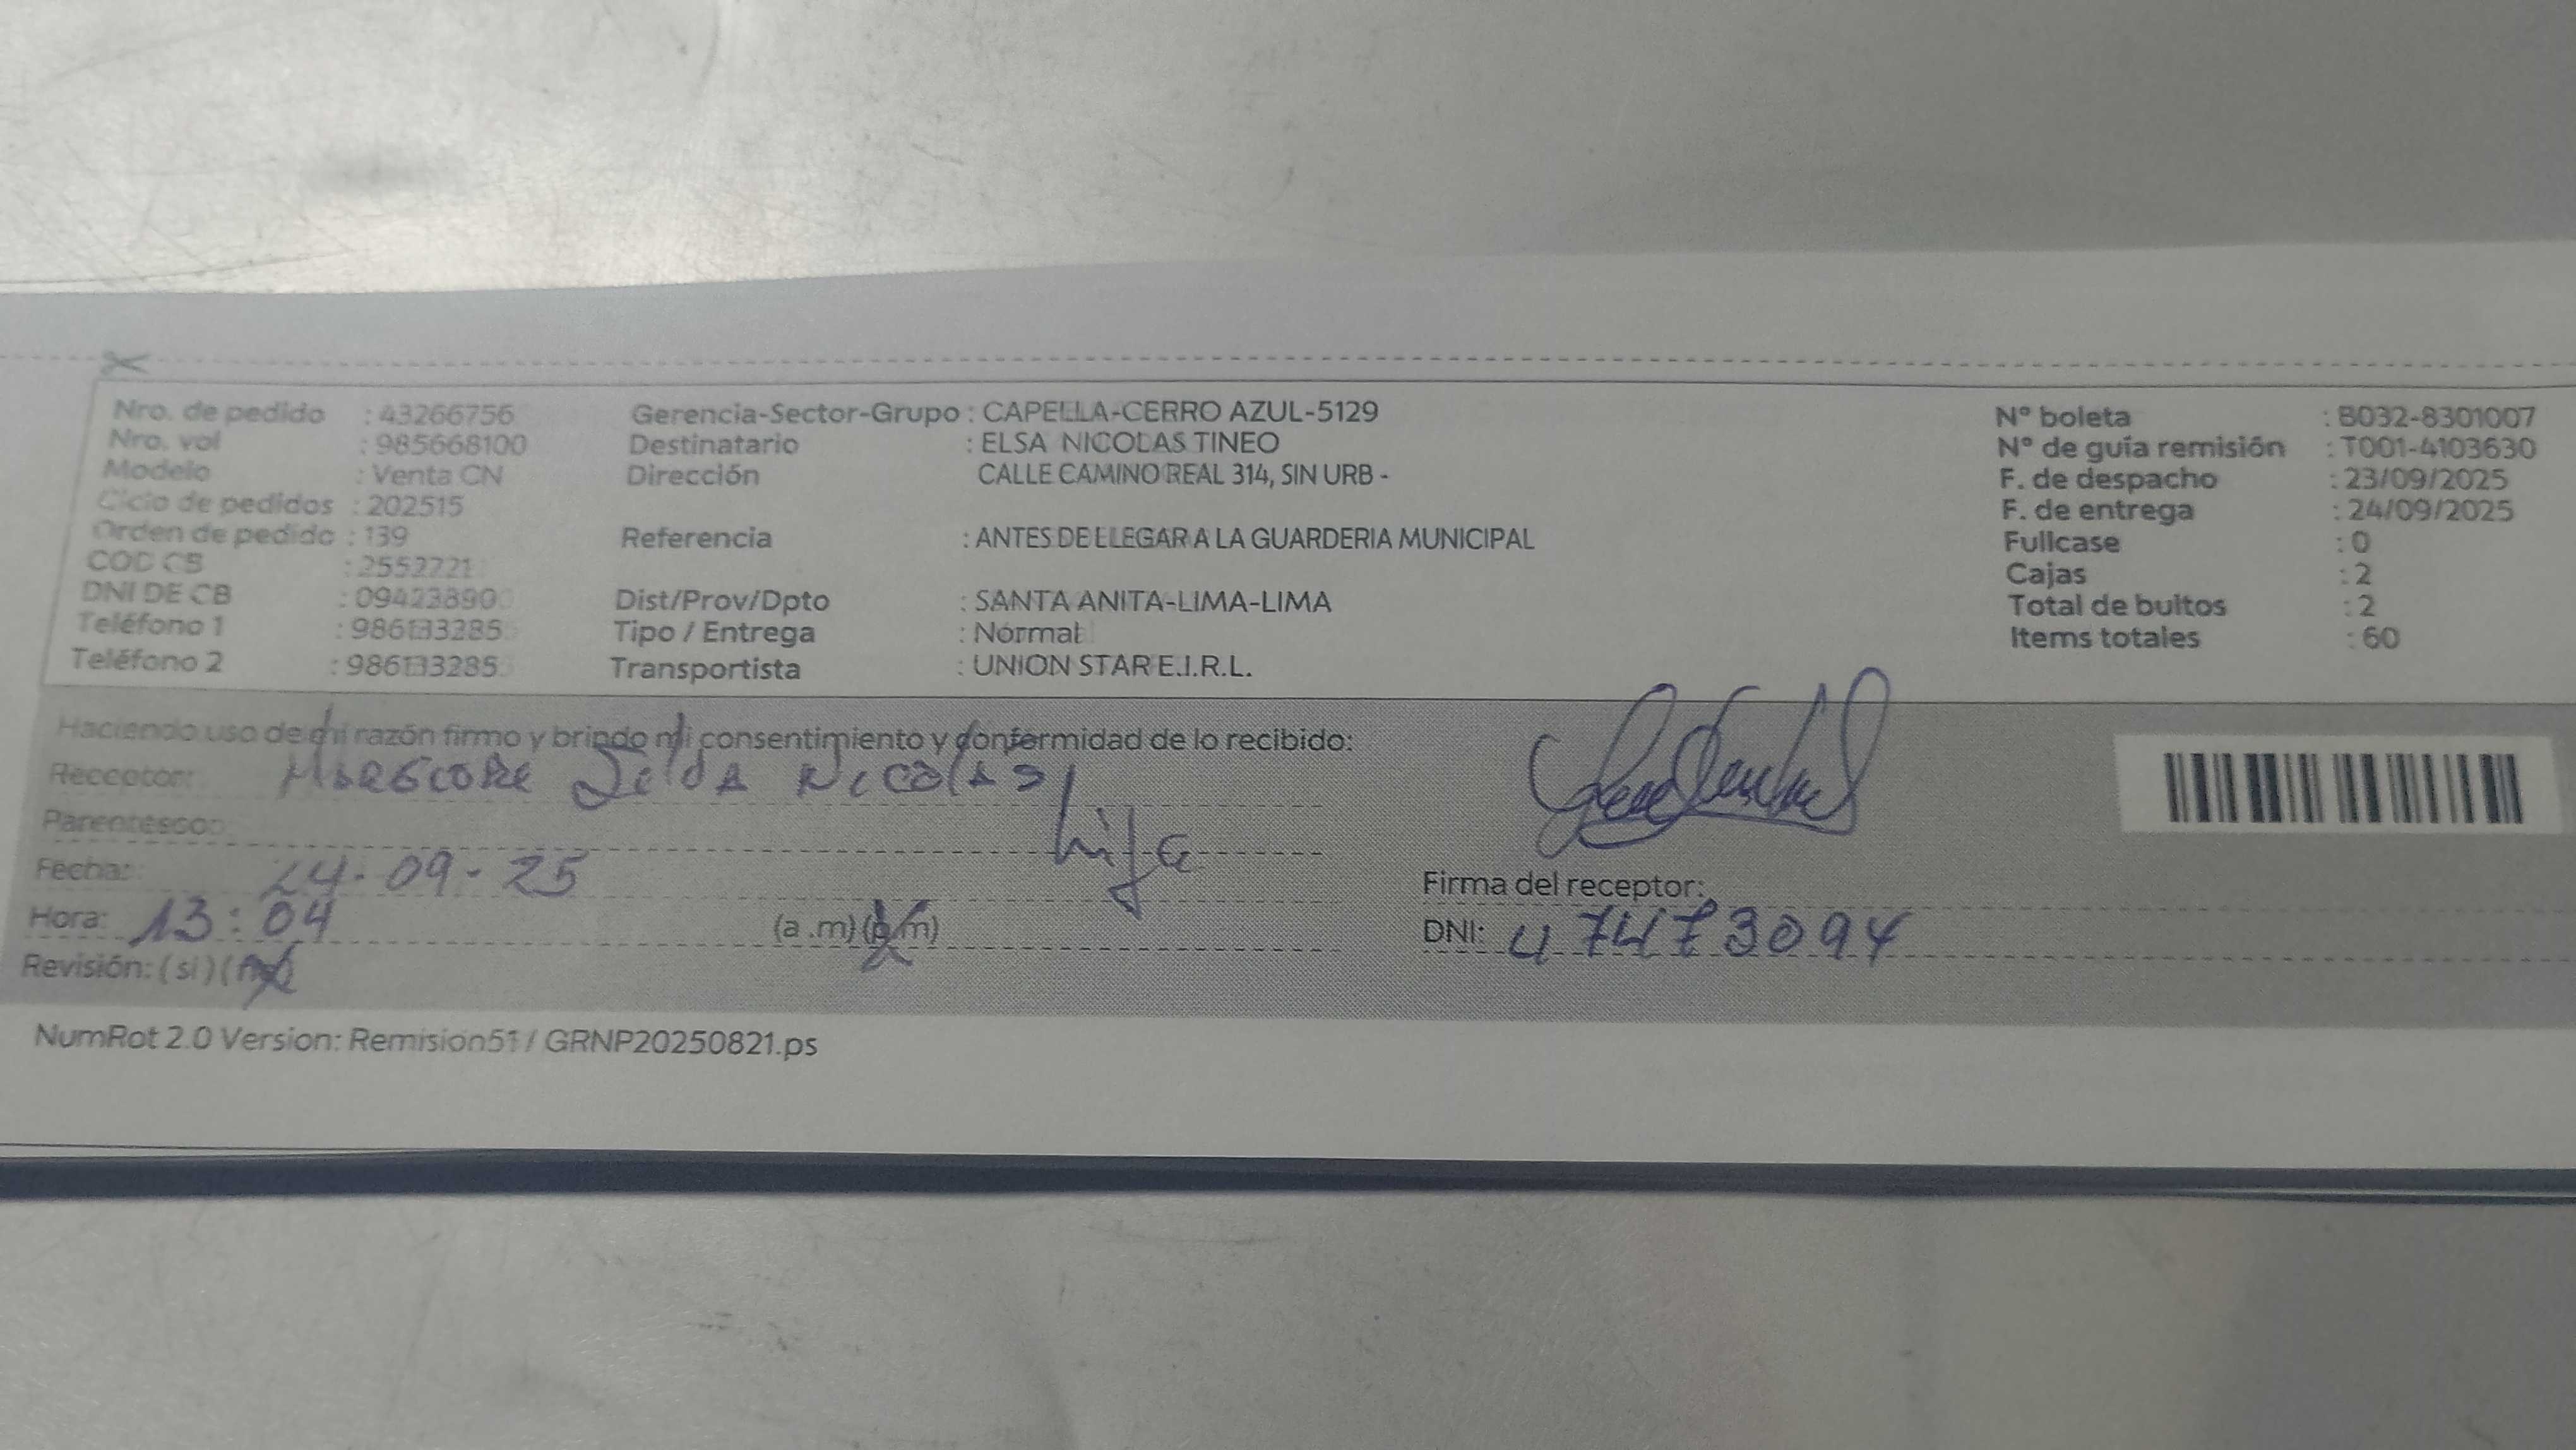 Nro. de pedido : 43266756
Nro. vol : 985668100
Modelo : Venta CN
Ciclo de pedidos : 202515
Orden de pedido : 139
COD CB : 2552721
DNI DE CB : 094238900
Teléfono 1 : 986133285
Teléfono 2 : 986133285
Gerencia-Sector-Grupo : CAPELLA-CERRO AZUL-5129
Destinatario : ELSA NICOLAS TINEO
Dirección CALLE CAMINO REAL 314, SIN URB -
Referencia : ANTES DE LLEGAR A LA GUARDERIA MUNICIPAL
Dist/Prov/Dpto : SANTA ANITA-LIMA-LIMA
Tipo / Entrega : Normal
Transportista : UNION STAR E.I.R.L.
N° boleta : B032-8301007
N° de guía remisión : T001-4103630
F. de despacho : 23/09/2025
F. de entrega : 24/09/2025
Fullcase : 0
Cajas : 2
Total de bultos : 2
Items totales : 60
Haciendo uso de mi razón firmo y brindo mi consentimiento y conformidad de lo recibido:
Receptor: Nicolas
Parentesco: hija
Fecha: 24-09-25
Hora: 13:04 (a .m) (p.m)
Revisión: (si) (no)
Firma del receptor:
DNI: 47473094
NumRot 2.0 Version: Remision51 / GRNP20250821.ps